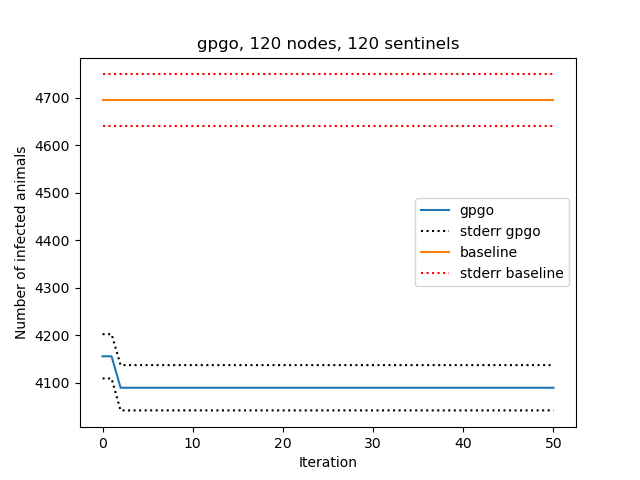 gpgo, 120 nodes, 120 sentinels
Number of infected animals
4700
4600
4500
4400
4300
4200
4100
gpgo
stderr gpgo
baseline
stderr baseline
0 10 20 30 40 50
Iteration